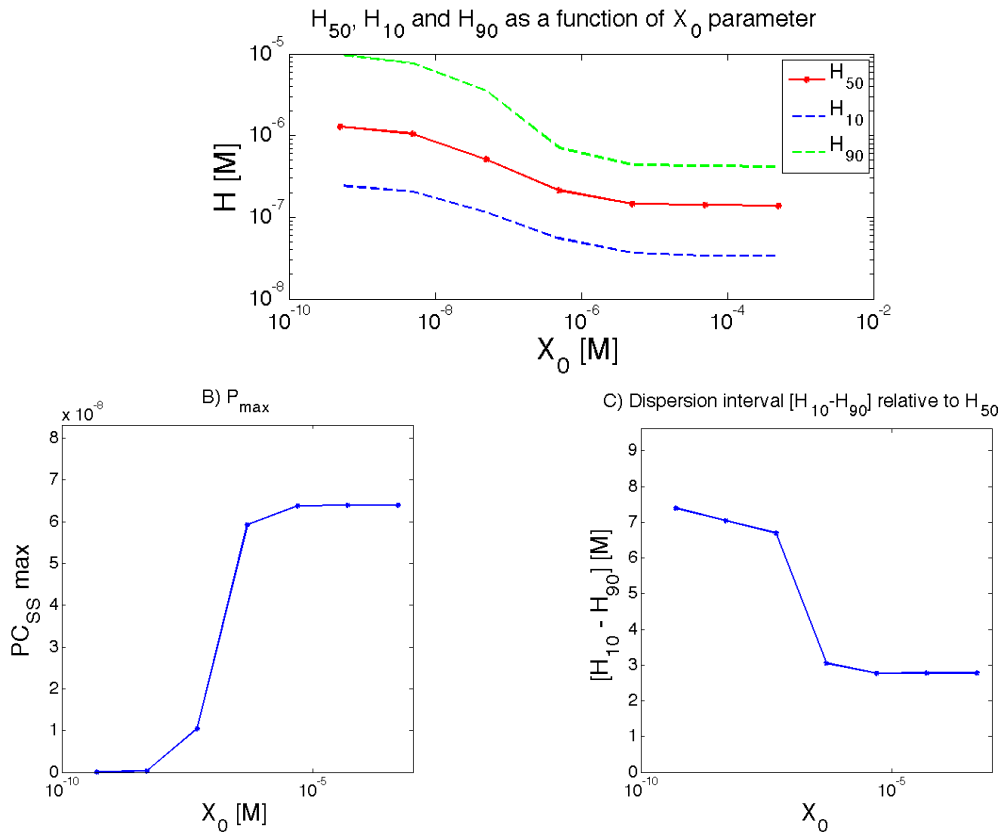 H50, H10 and H90 as a function of X0 parameter
10^-5
10^-6
10^-7
10^-8
H [M]
H50
H10
H90
10^-10
10^-8
10^-6
10^-4
10^-2
X0 [M]
B) Pmax
x 10^-8
8
7
6
5
4
3
2
1
0
PCSS max
10^-10
10^-5
X0 [M]
C) Dispersion interval [H10-H90] relative to H50
9
8
7
6
5
4
3
2
1
0
[H10 - H90] [M]
10^-10
10^-5
X0